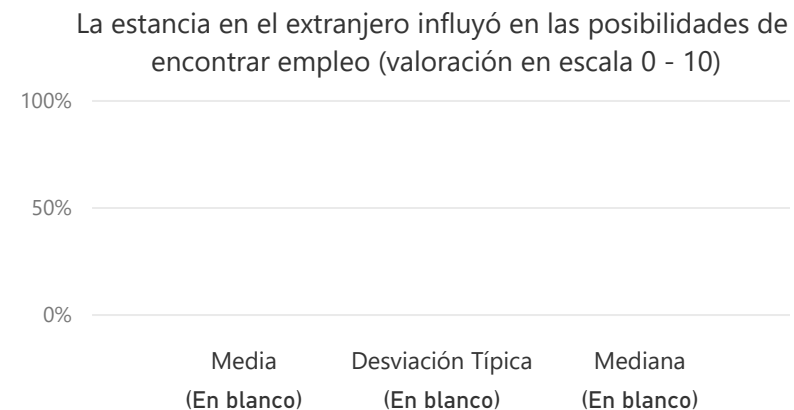 La estancia en el extranjero influyó en las posibilidades de
encontrar empleo (valoración en escala 0 - 10)
100%
50%
0%
Media Desviación Típica Mediana
(En blanco) (En blanco) (En blanco)